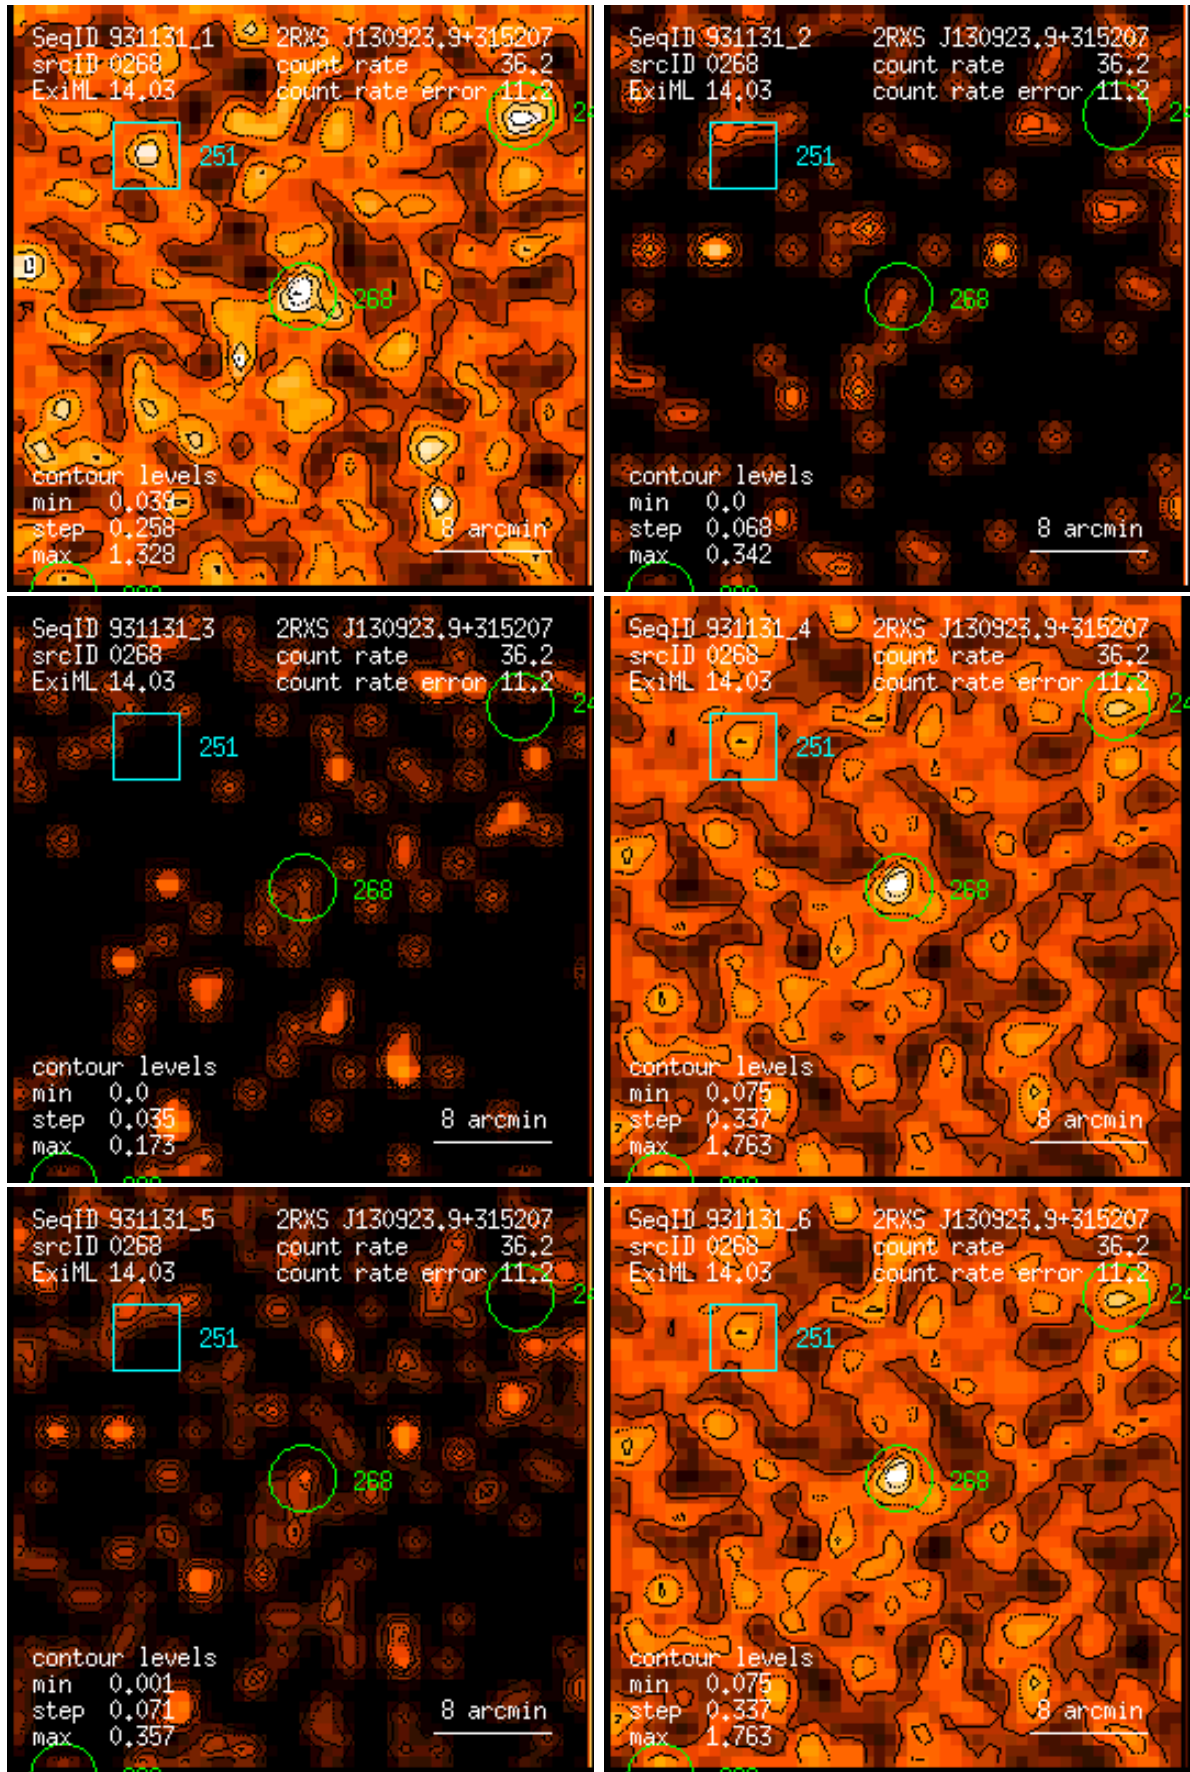 SeqID 931131_1 2RXS J130923.9+315207
srcID 0268 count rate 36.2
ExiML 14.03 count rate error 11.2
251
268
contour levels
min 0.039
step 0.258
max 1.328
8 arcmin
SeqID 931131_2 2RXS J130923.9+315207
srcID 0268 count rate 36.2
ExiML 14.03 count rate error 11.2
251
268
contour levels
min 0.0
step 0.068
max 0.342
8 arcmin
SeqID 931131_3 2RXS J130923.9+315207
srcID 0268 count rate 36.2
ExiML 14.03 count rate error 11.2
251
268
contour levels
min 0.0
step 0.035
max 0.173
8 arcmin
SeqID 931131_4 2RXS J130923.9+315207
srcID 0268 count rate 36.2
ExiML 14.03 count rate error 11.2
251
268
contour levels
min 0.075
step 0.337
max 1.763
8 arcmin
SeqID 931131_5 2RXS J130923.9+315207
srcID 0268 count rate 36.2
ExiML 14.03 count rate error 11.2
251
268
contour levels
min 0.001
step 0.071
max 0.357
8 arcmin
SeqID 931131_6 2RXS J130923.9+315207
srcID 0268 count rate 36.2
ExiML 14.03 count rate error 11.2
251
268
contour levels
min 0.075
step 0.337
max 1.763
8 arcmin